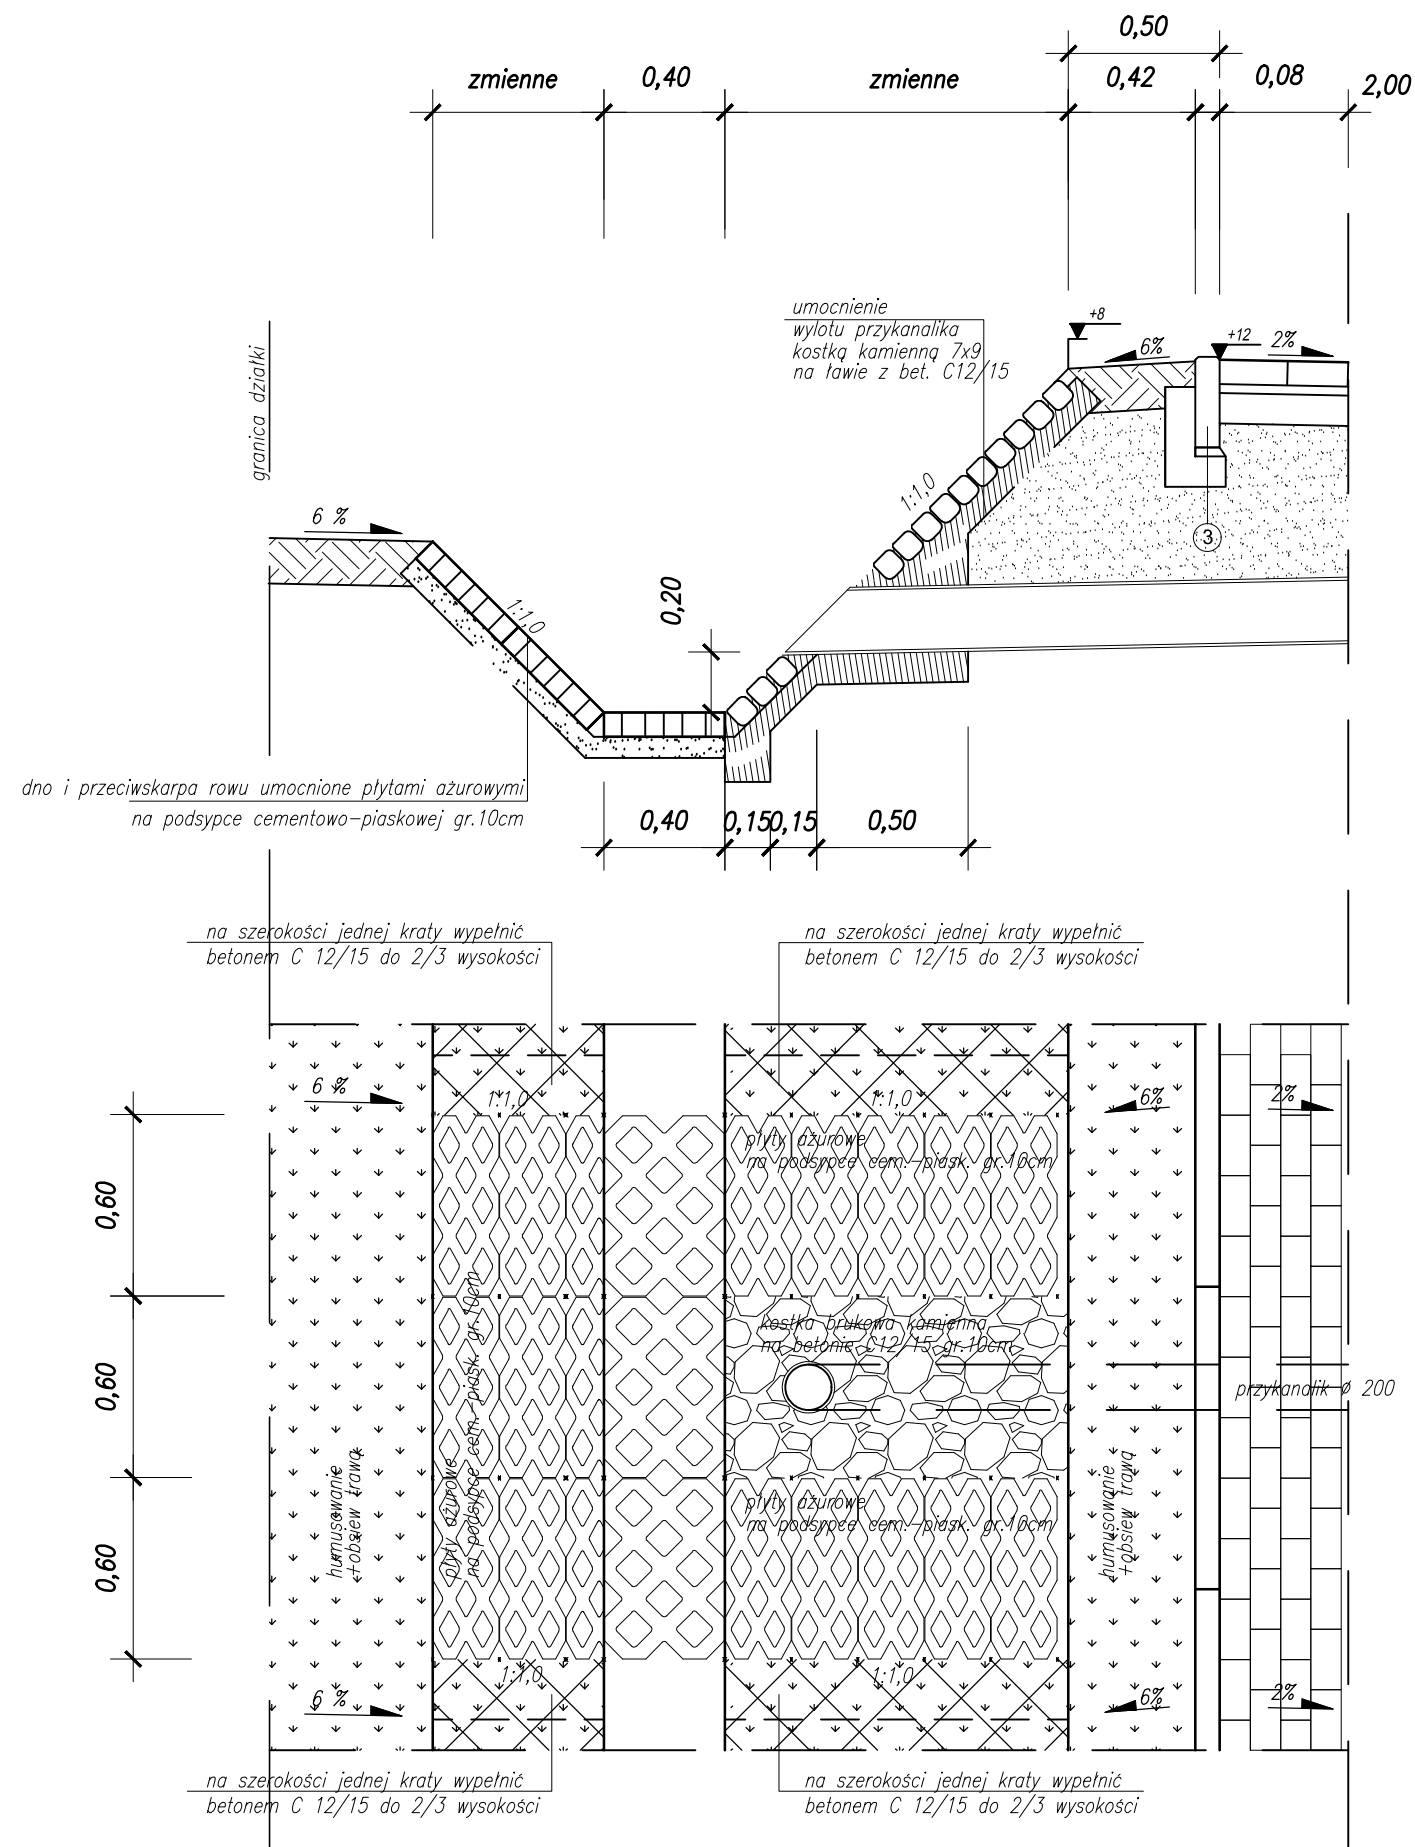 0,50
zmienne
0,40
zmienne
0,42
0,08
2,00
umocnienie
wylotu przykanalika
kostką kamienną 7x9
na ławie z bet. C12/15
+8
6%
+12
2%
granica działki
6 %
1:1,0
1:1,0
3
0,20
dno i przeciwskarpa rowu umocnione płytami ażurowymi
na podsypce cementowo-piaskowej gr.10cm
0,40
0,15
0,15
0,50
na szerokości jednej kraty wypełnić
betonem C 12/15 do 2/3 wysokości
na szerokości jednej kraty wypełnić
betonem C 12/15 do 2/3 wysokości
6 %
1:1,0
1:1,0
6%
2%
płyty ażurowe
na podsypce cem.-piask. gr.10cm
0,60
0,60
0,60
kostka brukowa kamienna
na betonie C12/15 gr.10cm
przykanalik ø 200
humusowanie
+obsiew trawą
płyty ażurowe
na podsypce cem.-piask. gr.10cm
płyty ażurowe
na podsypce cem.-piask. gr.10cm
humusowanie
+obsiew trawą
6 %
1:1,0
1:1,0
6%
2%
na szerokości jednej kraty wypełnić
betonem C 12/15 do 2/3 wysokości
na szerokości jednej kraty wypełnić
betonem C 12/15 do 2/3 wysokości